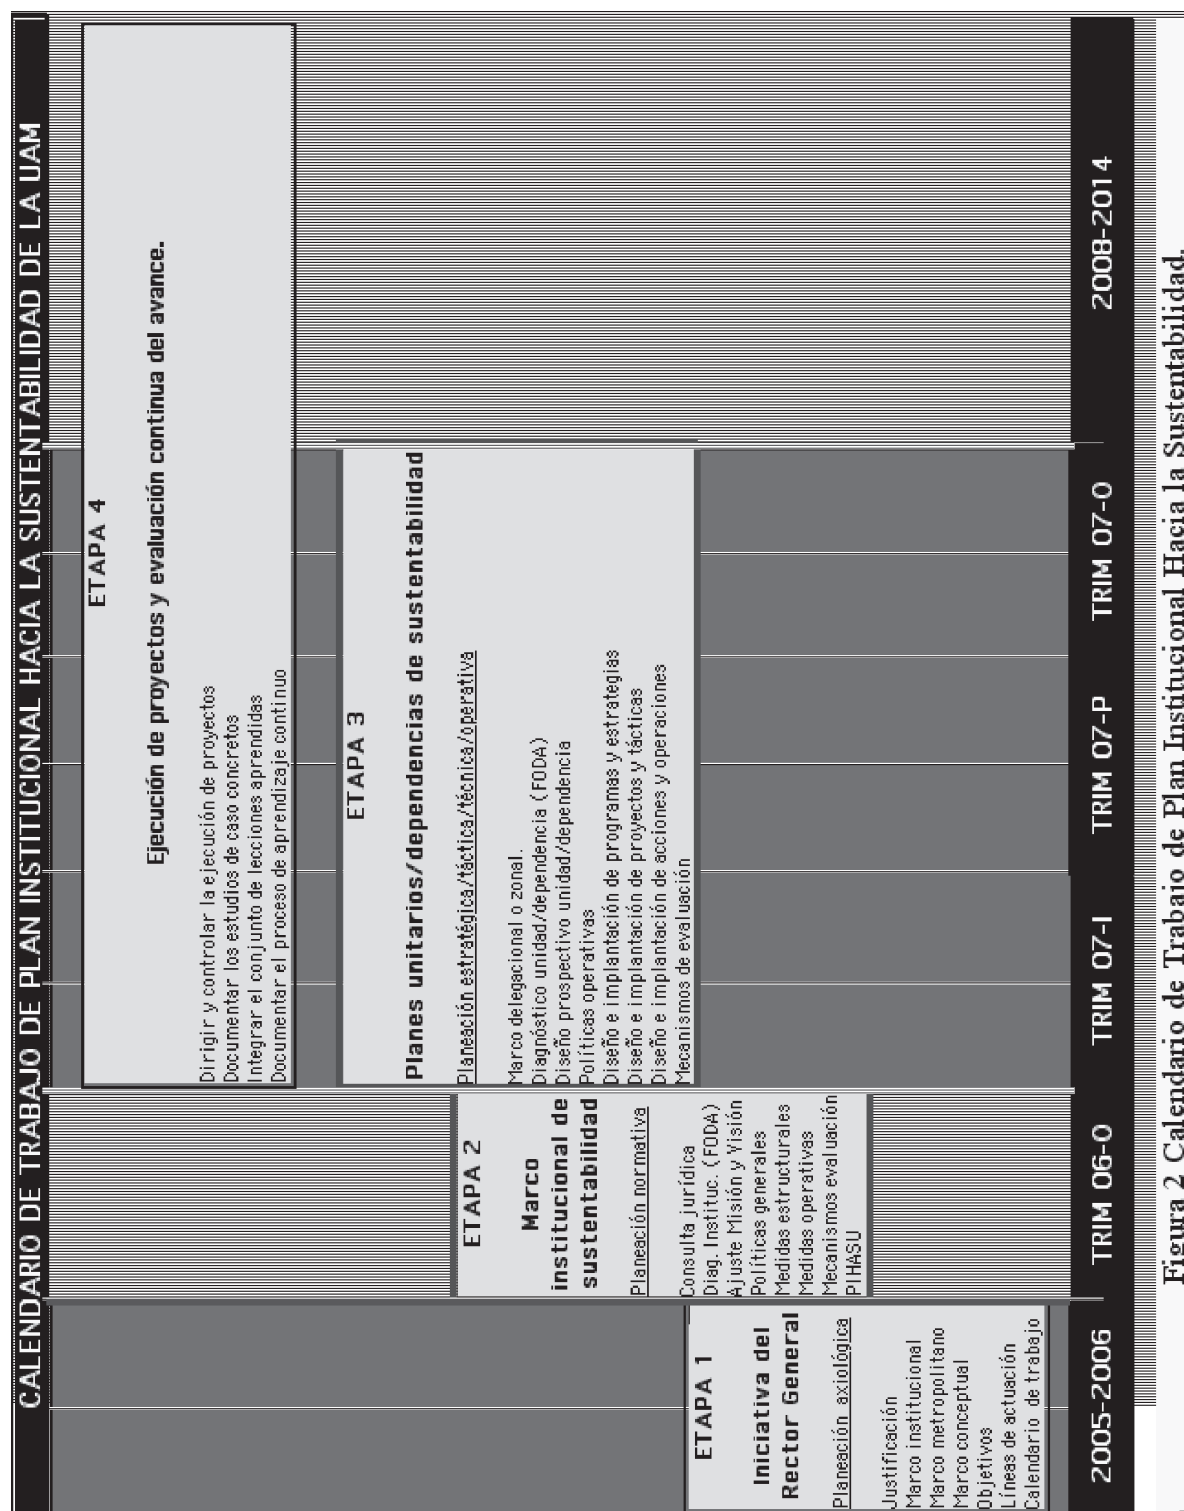 CALENDARIO DE TRABAJO DE PLAN INSTITUCIONAL HACIA LA SUSTENTABILIDAD DE LA UAM
ETAPA 4
Ejecución de proyectos y evaluación continua del avance.
Dirigir y controlar la ejecución de proyectos
Documentar los estudios de caso concretos
Integrar el conjunto de lecciones aprendidas
Documentar el proceso de aprendizaje continuo
ETAPA 3
Planes unitarios/dependencias de sustentabilidad
Planeación estratégica/táctica/técnica/operativa
Marco delegacional o zonal.
Diagnóstico unidad/dependencia (FODA)
Diseño prospectivo unidad/dependencia
Políticas operativas
Diseño e implantación de programas y estrategias
Diseño e implantación de proyectos y tácticas
Diseño e implantación de acciones y operaciones
Mecanismos de evaluación
ETAPA 2
Marco
institucional de
sustentabilidad
Planeación normativa
Consulta jurídica
Diag. Instituc. (FODA)
Ajuste Misión y Visión
Políticas generales
Medidas estructurales
Medidas operativas
Mecanismos evaluación
PIHASU
ETAPA 1
Iniciativa del
Rector General
Planeación axiológica
Justificación
Marco institucional
Marco metropolitano
Marco conceptual
Objetivos
Líneas de actuación
Calendario de trabajo
2005-2006
TRIM 06-O
TRIM 07-I
TRIM 07-P
TRIM 07-O
2008-2014
Figura 2 Calendario de Trabajo de Plan Institucional Hacia la Sustentabilidad.